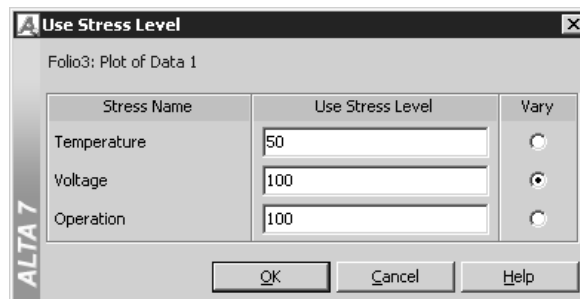 Use Stress Level
Folio3: Plot of Data 1
Stress Name Use Stress Level Vary
Temperature 50
Voltage 100
Operation 100
OK Cancel Help
ALTA 7